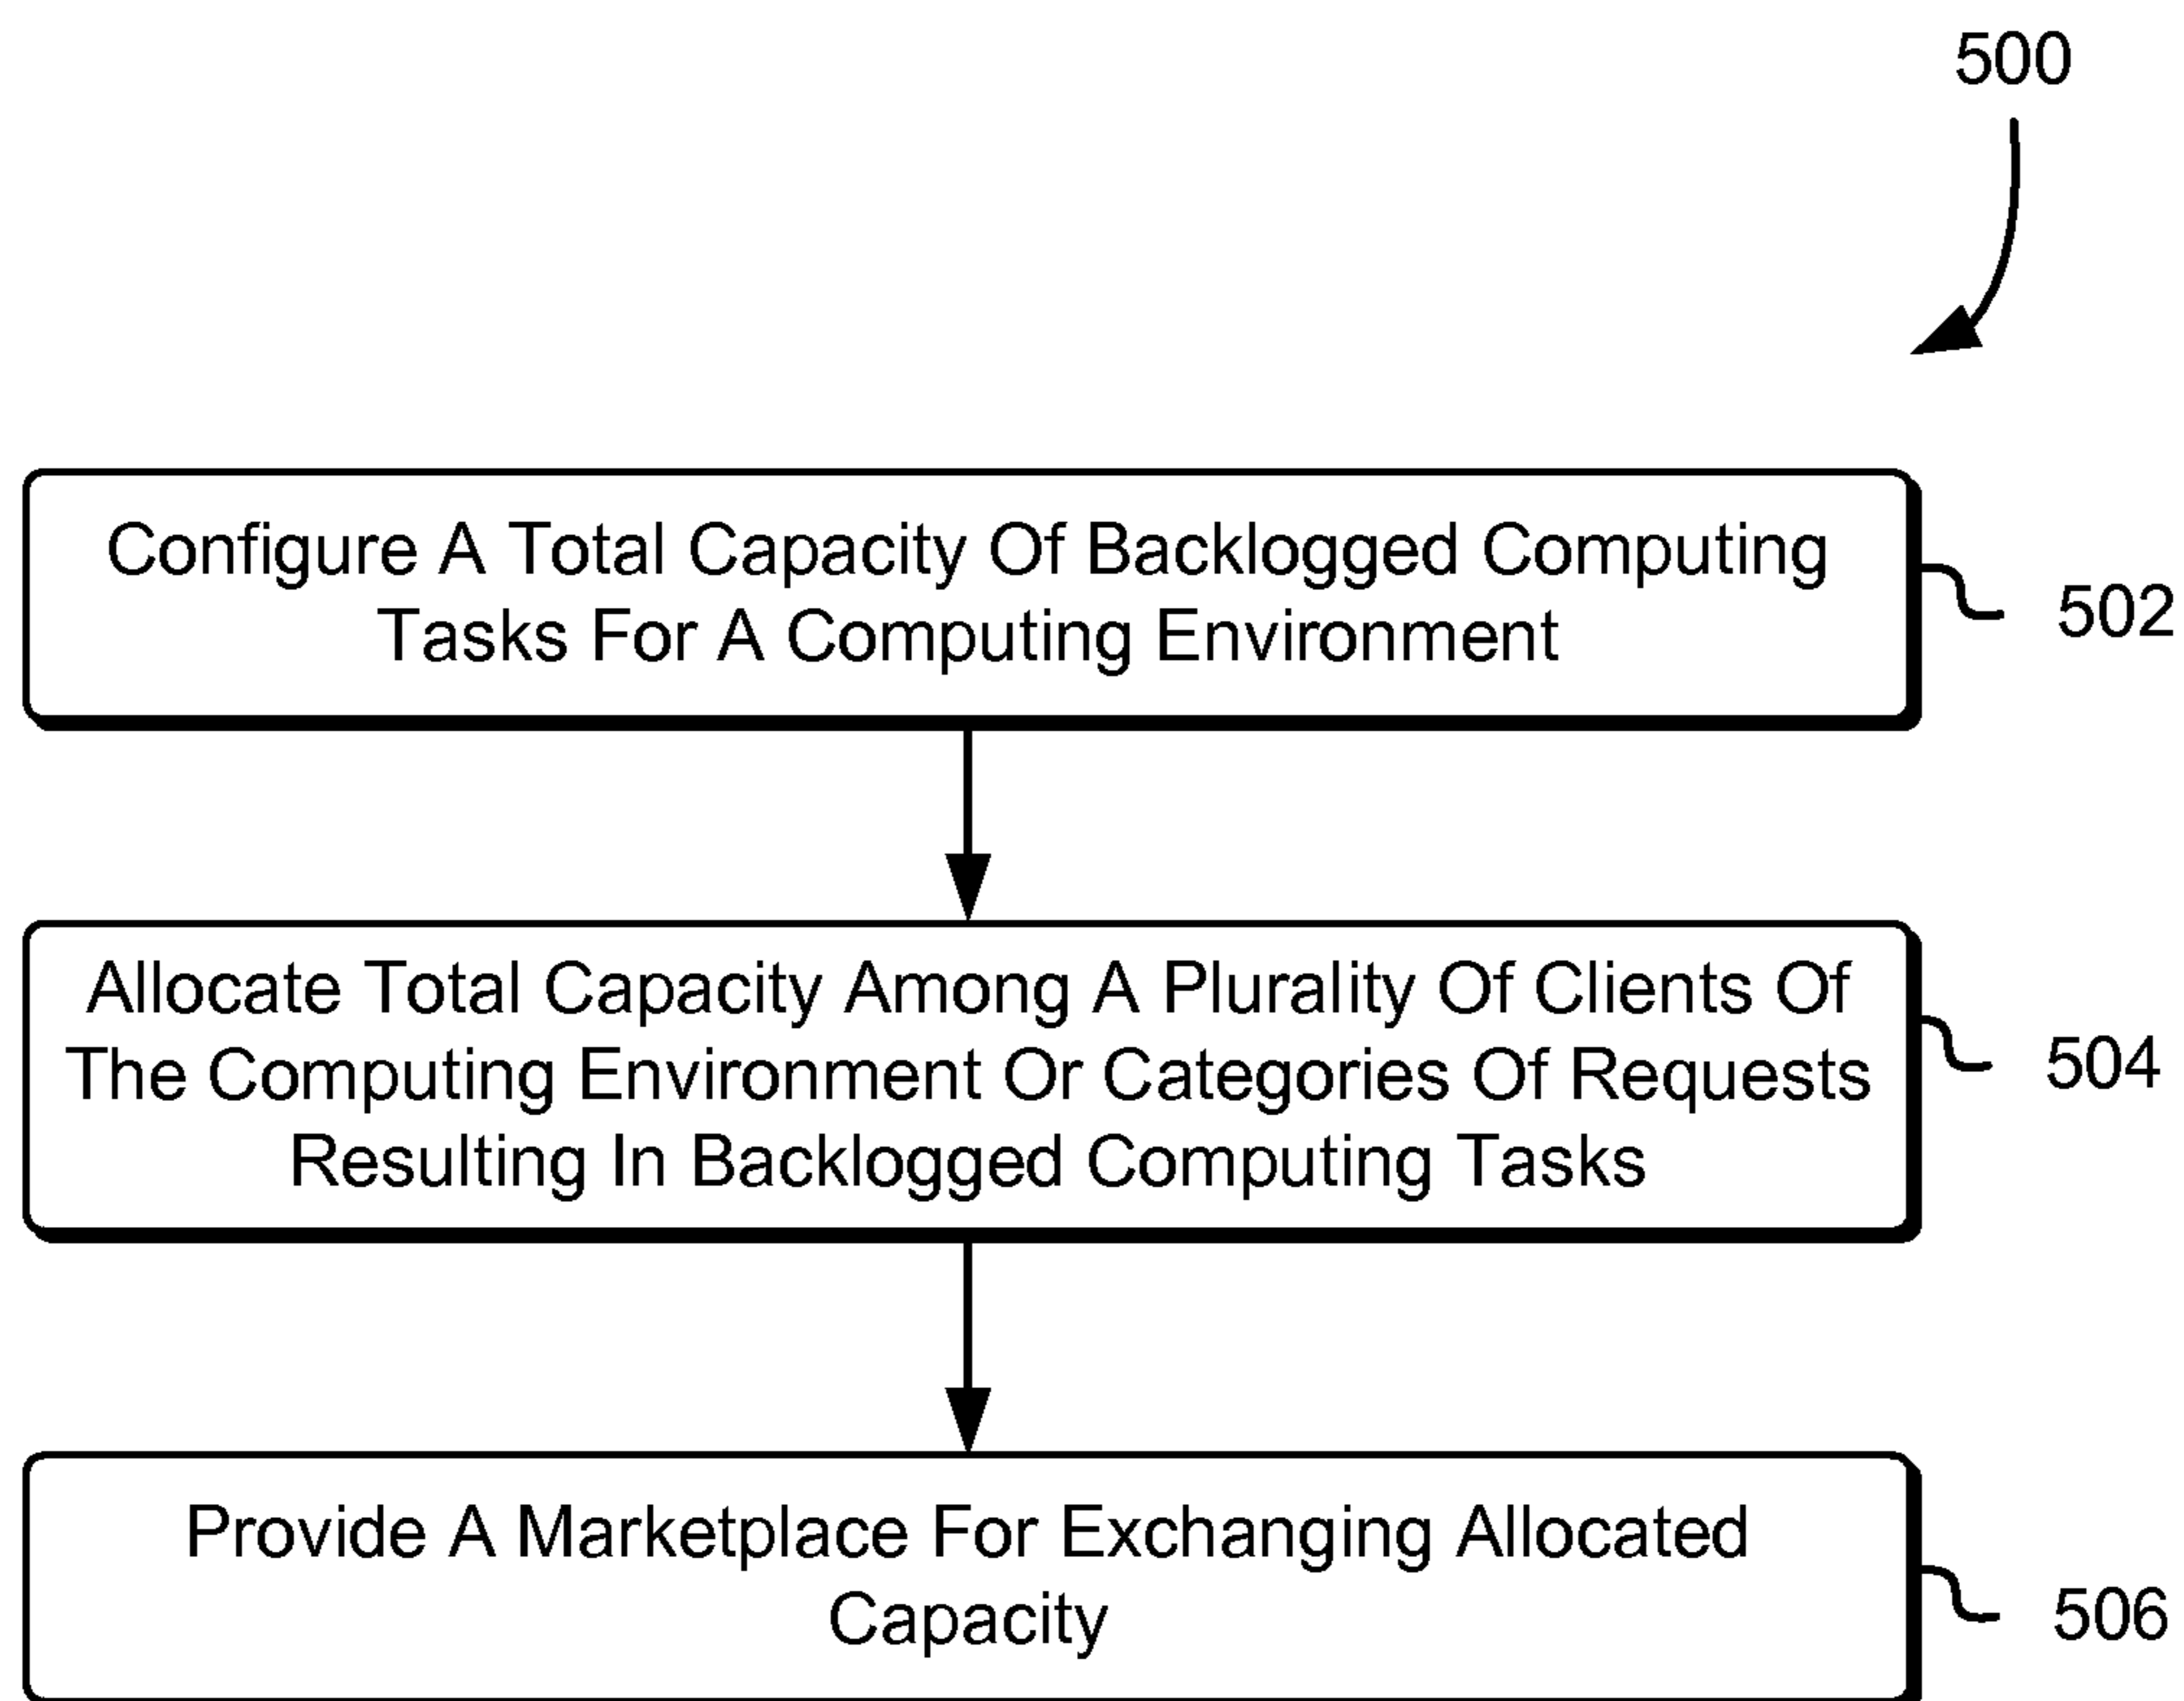 500
Configure A Total Capacity Of Backlogged Computing
Tasks For A Computing Environment
502
Allocate Total Capacity Among A Plurality Of Clients Of
The Computing Environment Or Categories Of Requests
Resulting In Backlogged Computing Tasks
504
Provide A Marketplace For Exchanging Allocated
Capacity
506